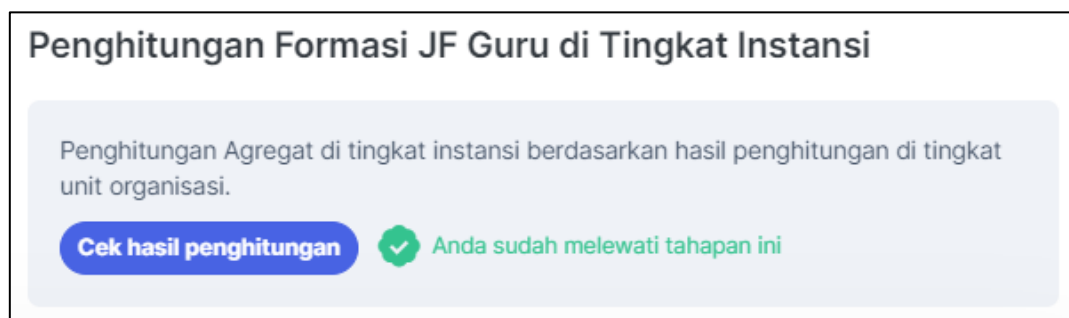 Penghitungan Formasi JF Guru di Tingkat Instansi
Penghitungan Agregat di tingkat instansi berdasarkan hasil penghitungan di tingkat
unit organisasi.
Cek hasil penghitungan
Anda sudah melewati tahapan ini